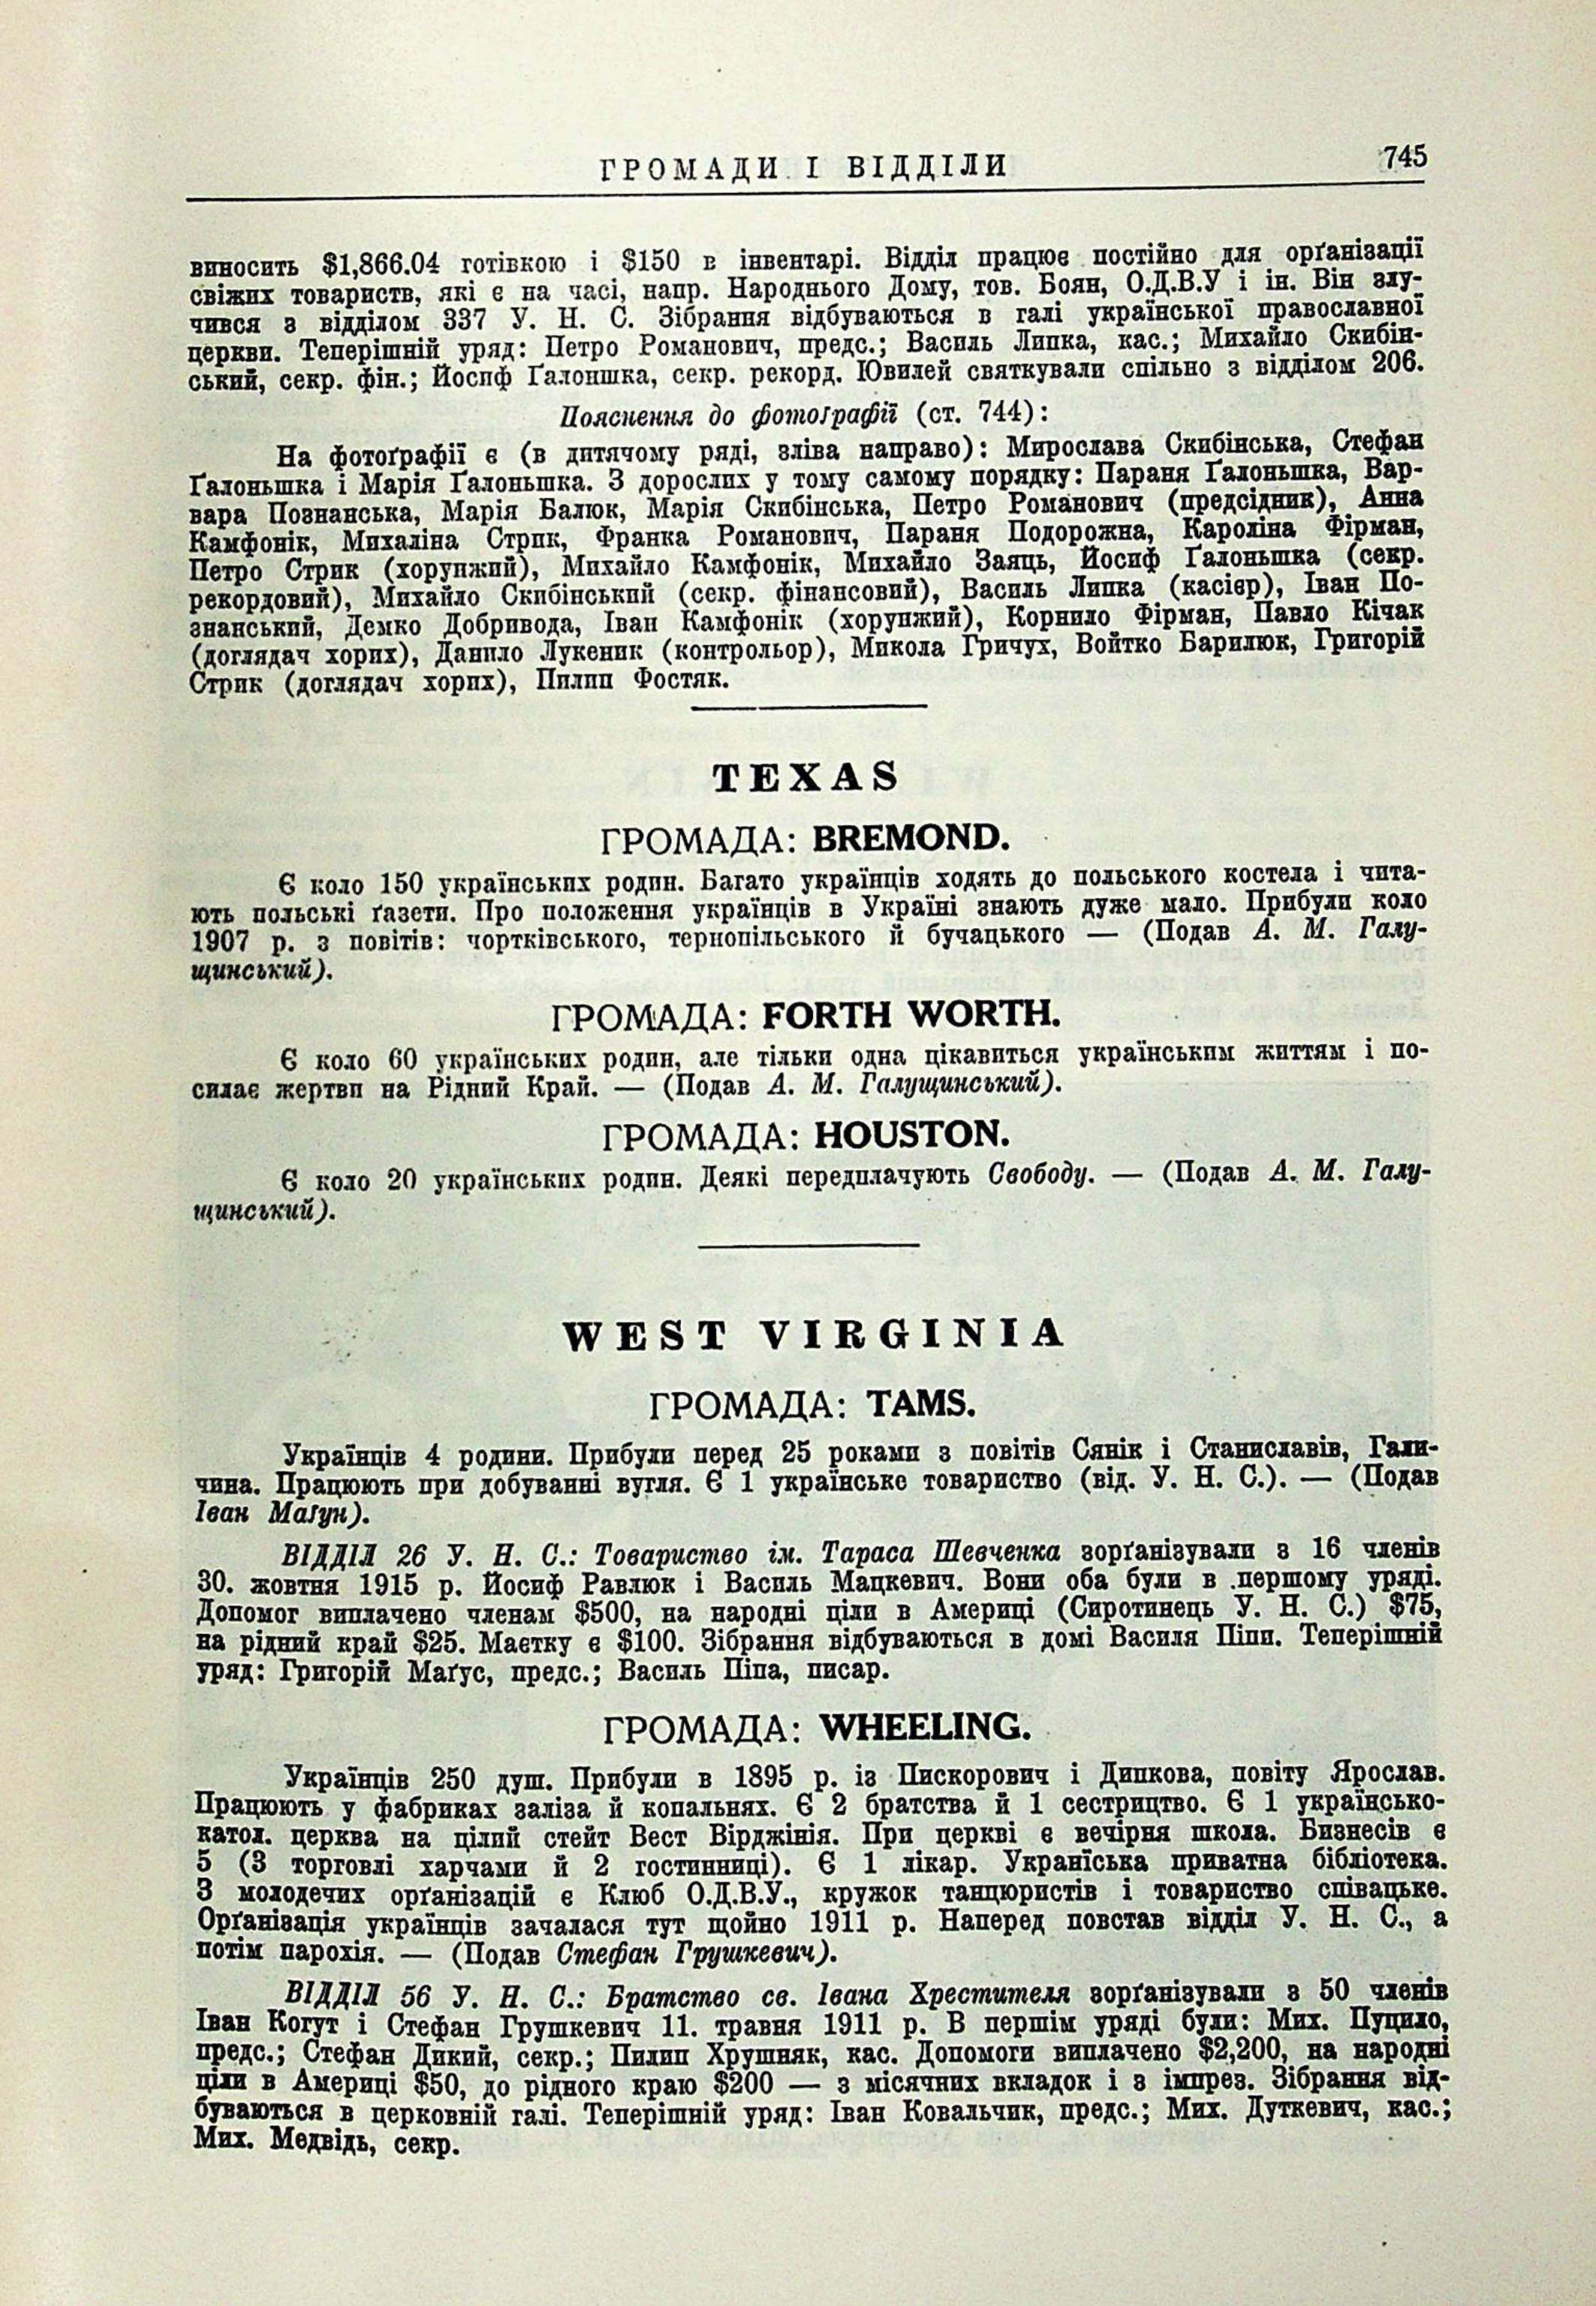 ГРОМАДИ І ВІДДІЛИ
745
виносить $1,866.04 готівкою і $150 в інвентарі. Відділ працює постійно для орґанізації
свіжих товариств, які є на часі, напр. Народнього Дому, тов. Боян, О.Д.В.У і ін. Він злу-
чився з відділом 337 У. Н. С. Зібрання відбуваються в галі української православної
церкви. Теперішній уряд: Петро Романович, предс.; Василь Липка, кас.; Михайло Скибін-
ський, секр. фін.; Йосиф Ґалоншка, секр. рекорд. Ювилей святкували спільно з відділом 206.
Пояснення до фотоґрафії (ст. 744):
На фотоґрафії є (в дитячому ряді, зліва направо): Мирослава Скибінська, Стефан
Ґалоньшка і Марія Ґалоньшка. З дорослих у тому самому порядку: Параня Ґалоньшка, Вар-
вара Познанська, Марія Балюк, Марія Скибінська, Петро Романович (предсідник), Анна
Камфонік, Михаліна Стрик, Франка Романович, Параня Подорожна, Кароліна Фірман,
Петро Стрик (хорунжий), Михайло Камфонік, Михайло Заяць, Йосиф Ґалоньшка (секр.
рекордовий), Михайло Скибінський (секр. фінансовий), Василь Липка (касієр), Іван По-
знанський, Демко Добривода, Іван Камфонік (хорунжий), Корнило Фірман, Павло Кічак
(доглядач хорих), Данило Лукеник (контрольор), Микола Гричух, Войтко Барилюк, Григорій
Стрик (доглядач хорих), Пилип Фостяк.
TEXAS
ГРОМАДА: BREMOND.
Є коло 150 українських родин. Багато українців ходять до польського костела і чита-
ють польські ґазети. Про положення українців в Україні знають дуже мало. Прибули коло
1907 р. з повітів: чортківського, тернопільського й бучацького — (Подав А. М. Галу-
щинський).
ГРОМАДА: FORTH WORTH.
Є коло 60 українських родин, але тільки одна цікавиться українським життям і по-
силає жертви на Рідний Край. — (Подав А. М. Галущинський).
ГРОМАДА: HOUSTON.
Є коло 20 українських родин. Деякі передплачують Свободу. — (Подав А. М. Галу-
щинський).
WEST VIRGINIA
ГРОМАДА: TAMS.
Українців 4 родини. Прибули перед 25 роками з повітів Сянік і Станиславів, Гали-
чина. Працюють при добуванні вугля. Є 1 українське товариство (від. У. Н. С.). — (Подав
Іван Маґун).
ВІДДІЛ 26 У. Н. С.: Товариство ім. Тараса Шевченка зорґанізували з 16 членів
30. жовтня 1915 р. Йосиф Равлюк і Василь Мацкевич. Вони оба були в першому уряді.
Допомог виплачено членам $500, на народні ціли в Америці (Сиротинець У. Н. С.) $75,
на рідний край $25. Маєтку є $100. Зібрання відбуваються в домі Василя Піпи. Теперішній
уряд: Григорій Маґус, предс.; Василь Піпа, писар.
ГРОМАДА: WHEELING.
Українців 250 душ. Прибули в 1895 р. із Пискорович і Дипкова, повіту Ярослав.
Працюють у фабриках заліза й копальнях. Є 2 братства й 1 сестрицтво. Є 1 українсько-
катол. церква на цілий стейт Вест Вірджінія. При церкві є вечірня школа. Бизнесів є
5 (3 торговлі харчами й 2 гостинниці). Є 1 лікар. Украніська приватна бібліотека.
З молодечих орґанізацій є Клюб О.Д.В.У., кружок танцюристів і товариство співацьке.
Орґанізація українців зачалася тут щойно 1911 р. Наперед повстав відділ У. Н. С., а
потім парохія. — (Подав Стефан Грушкевич).
ВІДДІЛ 56 У. Н. С.: Братство св. Івана Хрестителя зорґанізували з 50 членів
Іван Когут і Стефан Грушкевич 11. травня 1911 р. В першім уряді були: Мих. Пуцило,
предс.; Стефан Дикий, секр.; Пилип Хрушняк, кас. Допомоги виплачено $2,200, на народні
ціли в Америці $50, до рідного краю $200 — з місячних вкладок і з імпрез. Зібрання від-
буваються в церковній галі. Теперішній уряд: Іван Ковальчик, предс.; Мих. Дуткевич, кас.;
Мих. Медвідь, секр.